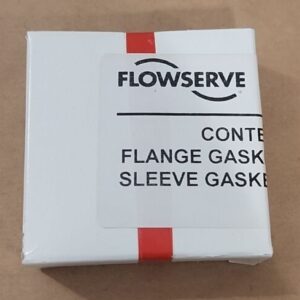 FLOWSERVE
CONTE
FLANGE GASK
SLEEVE GASKE